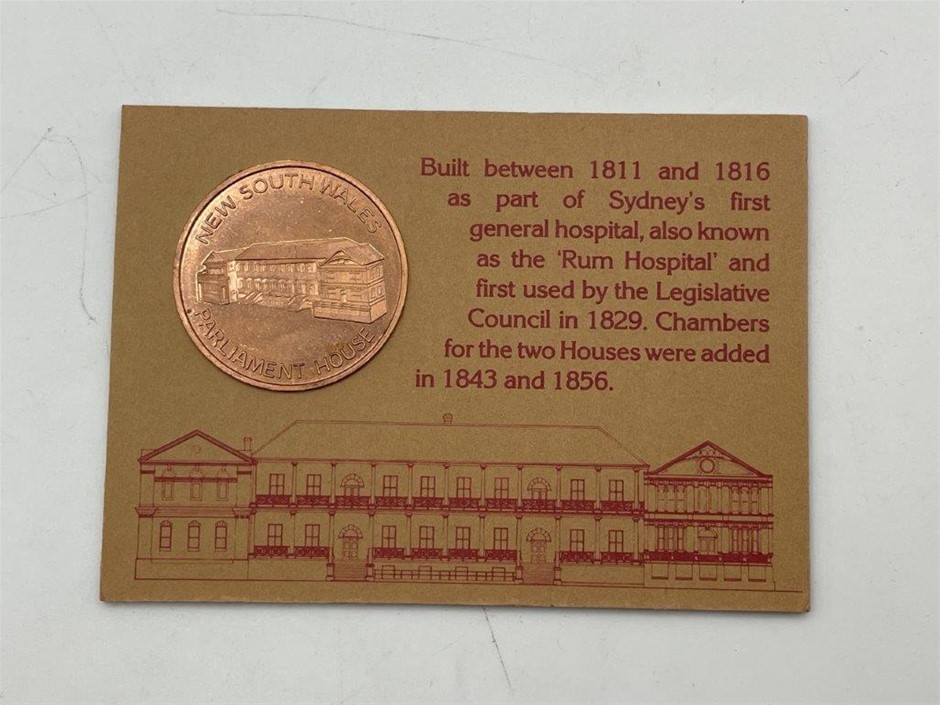 NEW SOUTH WALES
PARLIAMENT HOUSE
Built between 1811 and 1816
as part of Sydney's first
general hospital, also known
as the 'Rum Hospital' and
first used by the Legislative
Council in 1829. Chambers
for the two Houses were added
in 1843 and 1856.